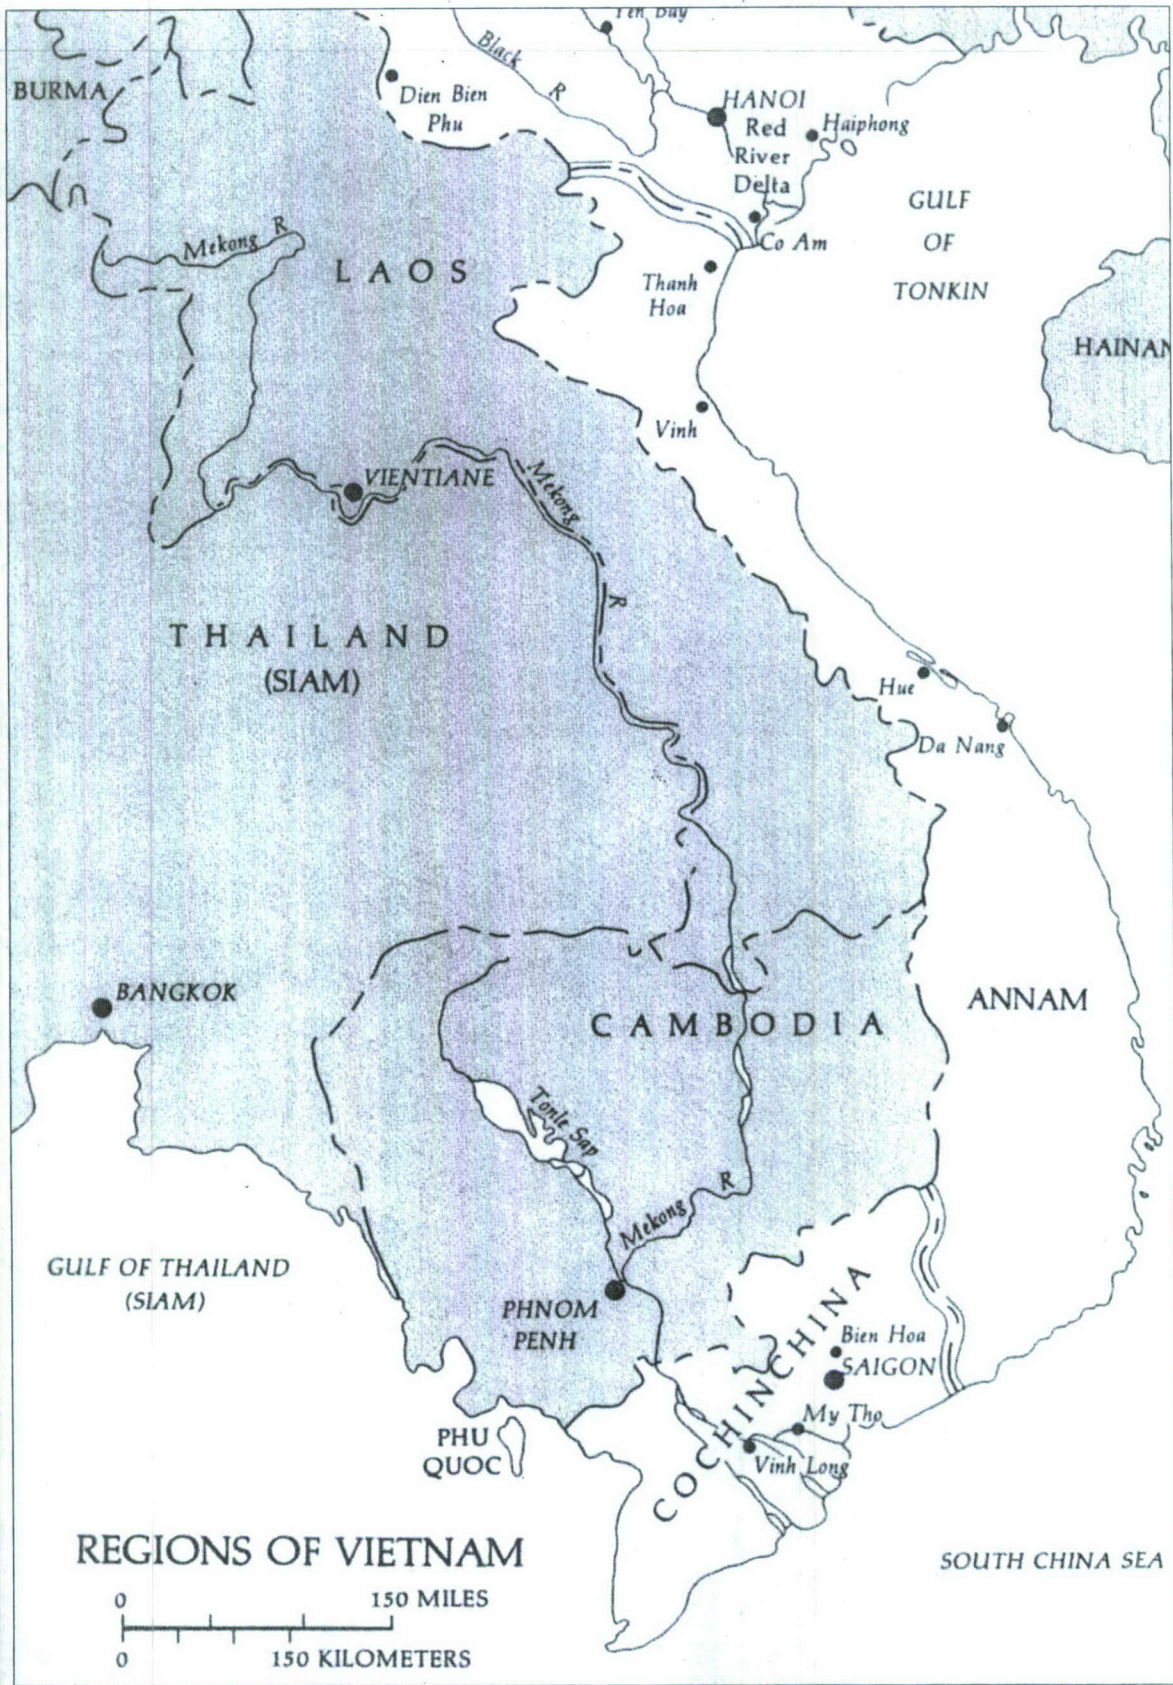 Yen Bay
Black R
BURMA
Dien Bien
Phu
HANOI
Red
River
Delta
Haiphong
GULF
OF
TONKIN
Co Am
Mekong R
LAOS
Thanh
Hoa
HAINAN
Vinh
VIENTIANE
Mekong R
THAILAND
(SIAM)
Hue
Da Nang
BANGKOK
CAMBODIA
ANNAM
Tonle Sap
Mekong R
GULF OF THAILAND
(SIAM)
PHNOM
PENH
COCHINCHINA
Bien Hoa
SAIGON
My Tho
Vinh Long
PHU
QUOC
REGIONS OF VIETNAM
SOUTH CHINA SEA
0 150 MILES
0 150 KILOMETERS